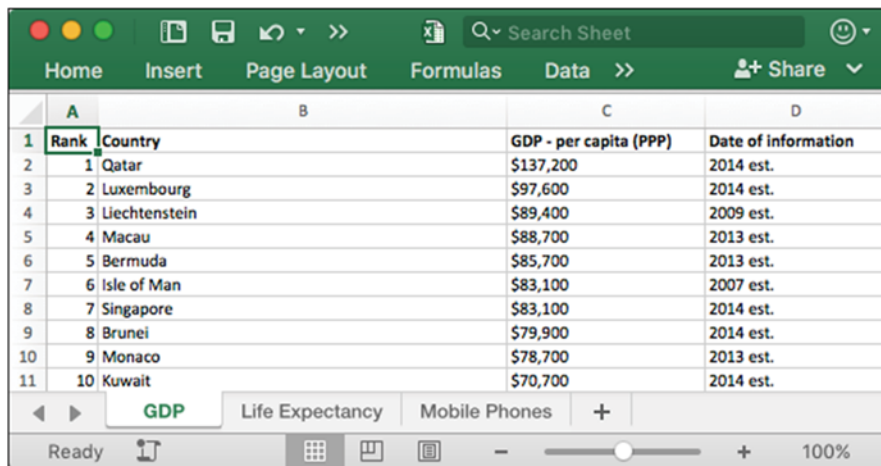 Search Sheet
Home Insert Page Layout Formulas Data >> Share
A B C D
1 Rank Country GDP - per capita (PPP) Date of information
2 1 Qatar $137,200 2014 est.
3 2 Luxembourg $97,600 2014 est.
4 3 Liechtenstein $89,400 2009 est.
5 4 Macau $88,700 2013 est.
6 5 Bermuda $85,700 2013 est.
7 6 Isle of Man $83,100 2007 est.
8 7 Singapore $83,100 2014 est.
9 8 Brunei $79,900 2014 est.
10 9 Monaco $78,700 2013 est.
11 10 Kuwait $70,700 2014 est.
GDP Life Expectancy Mobile Phones +
Ready 100%